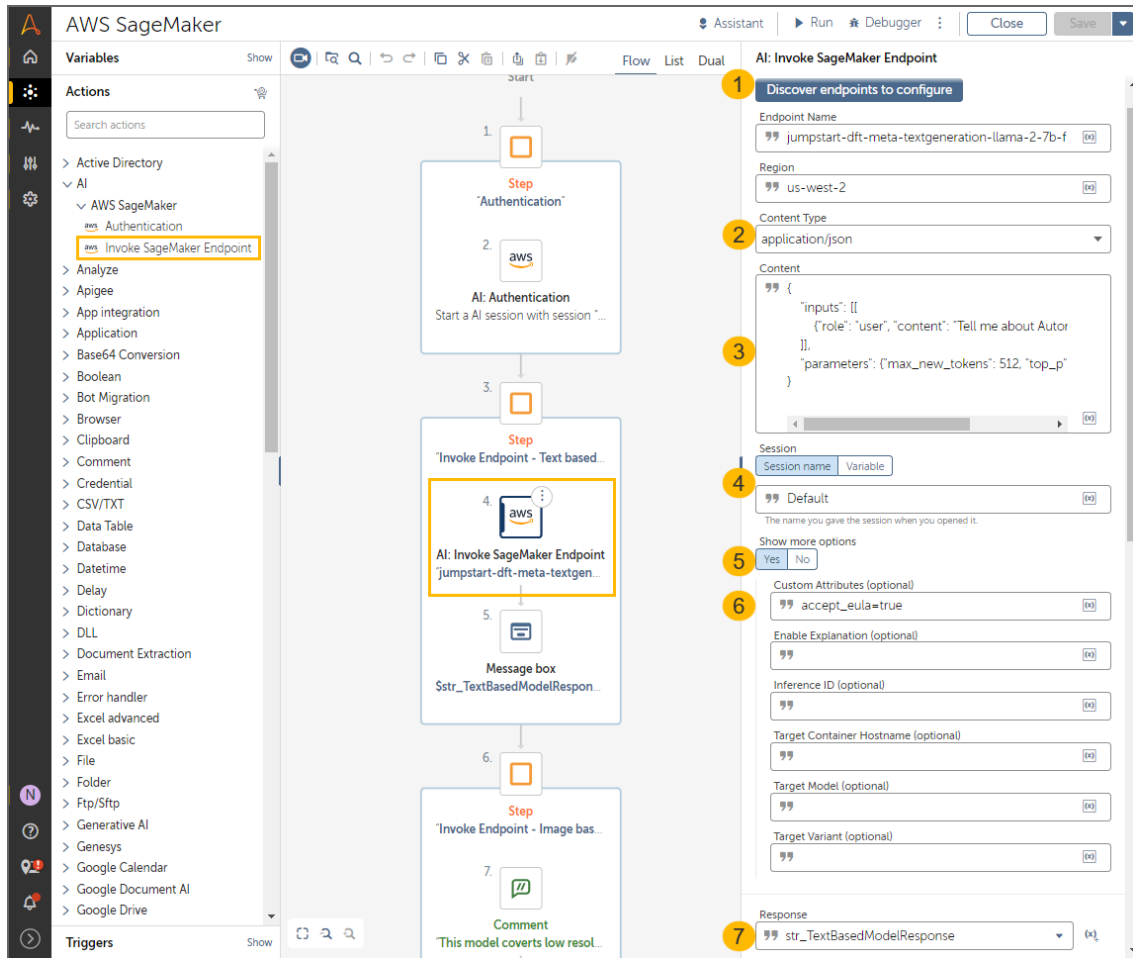 AWS SageMaker
Assistant
Run
Debugger
Close
Save
Variables
Show
Actions
Search actions
Active Directory
AI
AWS SageMaker
aws Authentication
aws Invoke SageMaker Endpoint
Analyze
Apigee
App integration
Application
Base64 Conversion
Boolean
Bot Migration
Browser
Clipboard
Comment
Credential
CSV/TXT
Data Table
Database
Datetime
Delay
Dictionary
DLL
Document Extraction
Email
Error handler
Excel advanced
Excel basic
File
Folder
Ftp/Sftp
Generative AI
Genesys
Google Calendar
Google Document AI
Google Drive
Triggers
Show
N
Flow
List
Dual
Start
1.
Step
"Authentication"
2.
aws
AI: Authentication
Start a AI session with session "...
3.
Step
"Invoke Endpoint - Text based...
4.
aws
AI: Invoke SageMaker Endpoint
"jumpstart-dft-meta-textgen...
5.
Message box
$str_TextBasedModelRespon...
6.
Step
"Invoke Endpoint - Image bas...
7.
Comment
"This model coverts low resol...
AI: Invoke SageMaker Endpoint
1
Discover endpoints to configure
Endpoint Name
jumpstart-dft-meta-textgeneration-llama-2-7b-f
(x)
Region
us-west-2
(x)
Content Type
2
application/json
Content
3
{
"inputs": [[
{"role": "user", "content": "Tell me about Autor
]],
"parameters": {"max_new_tokens": 512, "top_p"
}
(x)
Session
Session name
Variable
4
Default
(x)
The name you gave the session when you opened it.
Show more options
5
Yes
No
Custom Attributes (optional)
6
accept_eula=true
(x)
Enable Explanation (optional)
(x)
Inference ID (optional)
(x)
Target Container Hostname (optional)
(x)
Target Model (optional)
(x)
Target Variant (optional)
(x)
Response
7
str_TextBasedModelResponse
(x)